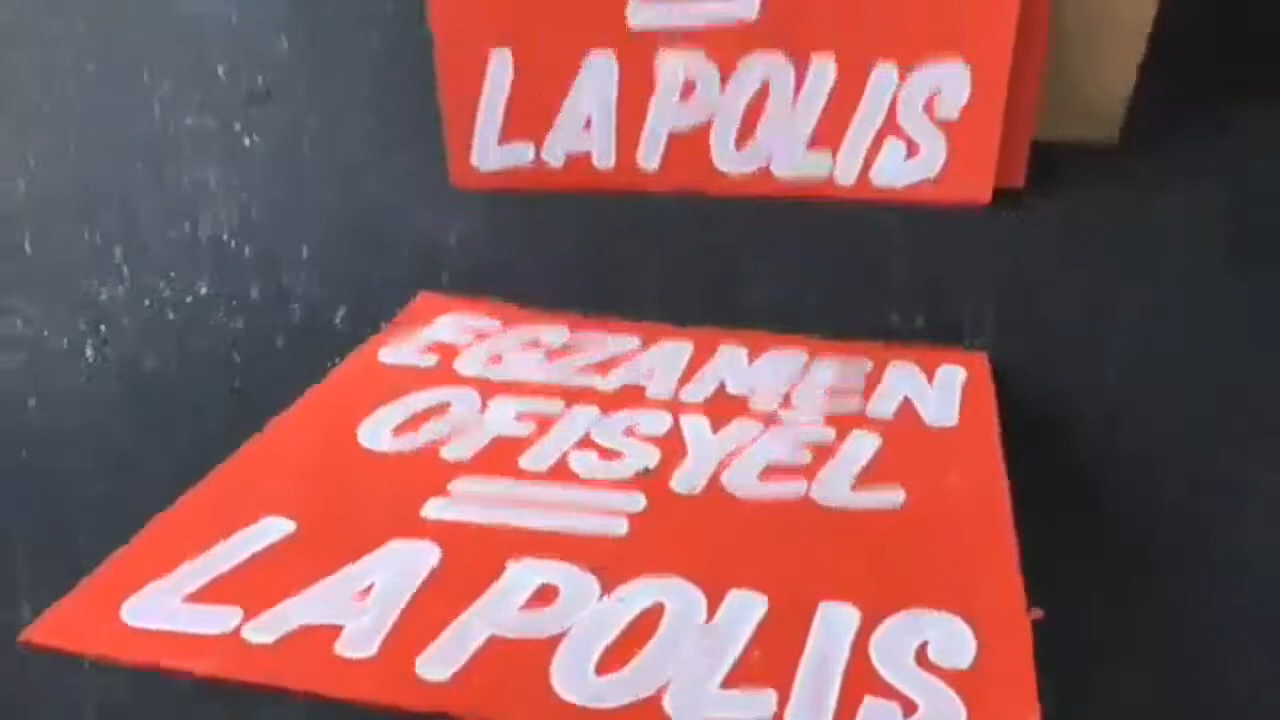 =
LA POLIS
EGZAMEN
OFISYEL
=
LA POLIS